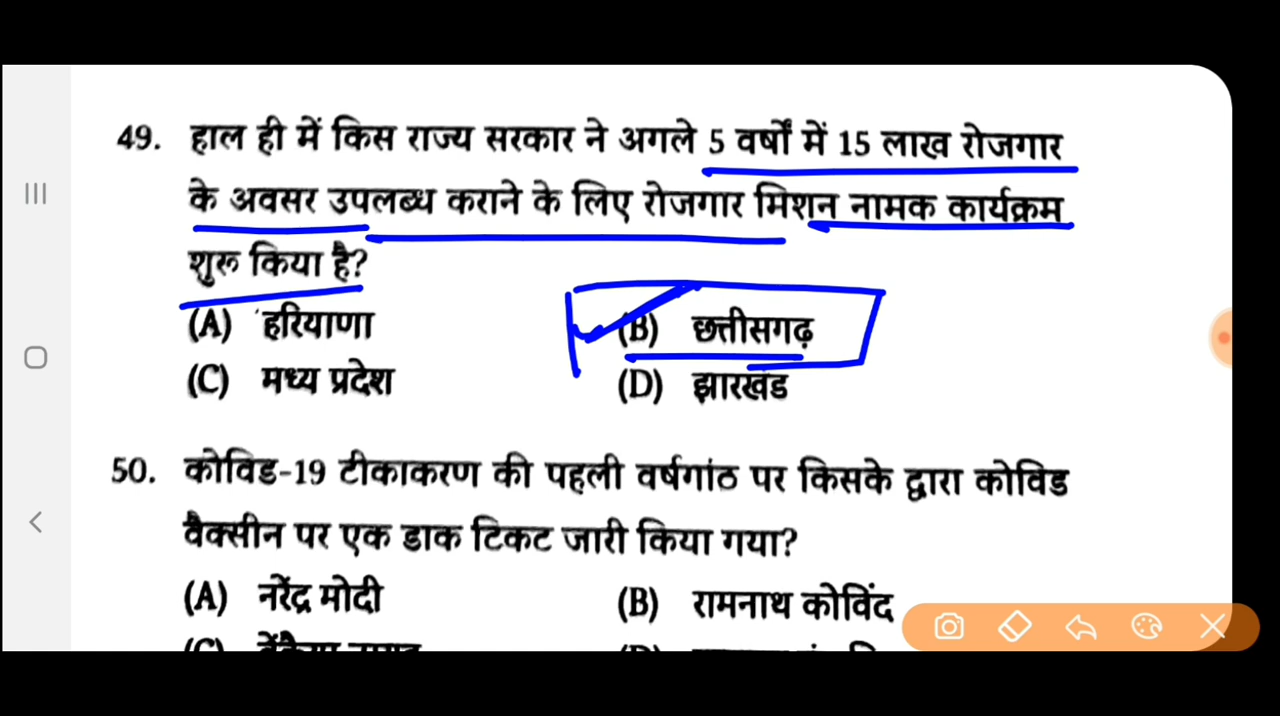 49. हाल ही में किस राज्य सरकार ने अगले 5 वर्षों में 15 लाख रोजगार
के अवसर उपलब्ध कराने के लिए रोजगार मिशन नामक कार्यक्रम
शुरू किया है?
(A) हरियाणा (B) छत्तीसगढ़
(C) मध्य प्रदेश (D) झारखंड
50. कोविड-19 टीकाकरण की पहली वर्षगांठ पर किसके द्वारा कोविड
वैक्सीन पर एक डाक टिकट जारी किया गया?
(A) नरेंद्र मोदी (B) रामनाथ कोविंद
(C) (D)